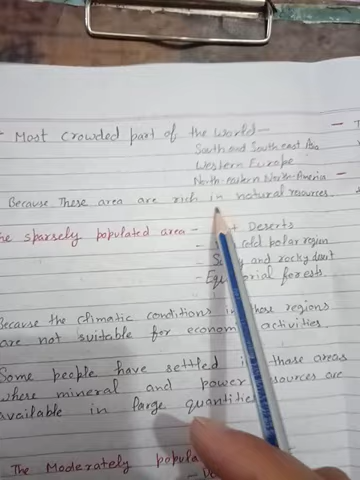 Most crowded part of the world-
South and South east Asia
Western Europe
North-Eastern North-America
Because These area are rich in natural resources.
The sparsely populated area - Deserts
cold polar region
and rocky
forests.
Because the climatic conditions in those regions
are not suitable for economic activities
Some people have settled in those areas
where mineral and power resources are
available in large quantities
The Moderately